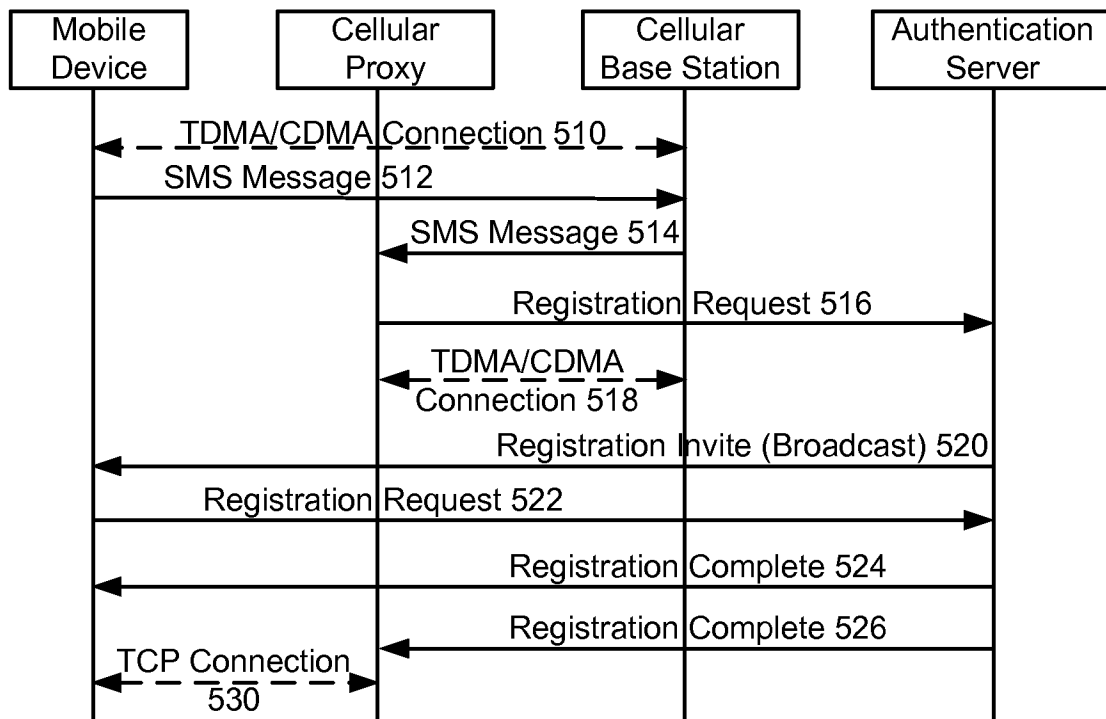 Mobile
Device
Cellular
Proxy
Cellular
Base Station
Authentication
Server
TDMA/CDMA Connection 510
SMS Message 512
SMS Message 514
Registration Request 516
TDMA/CDMA
Connection 518
Registration Invite (Broadcast) 520
Registration Request 522
Registration Complete 524
Registration Complete 526
TCP Connection
530